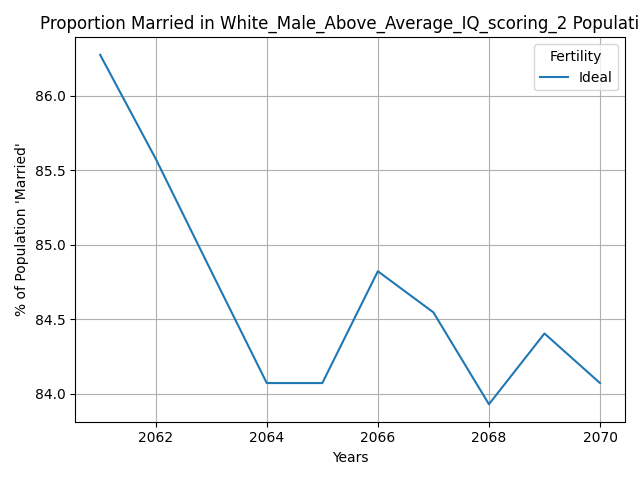 Proportion Married in White_Male_Above_Average_IQ_scoring_2 Populati
Fertility
Ideal
% of Population 'Married'
86.0
85.5
85.0
84.5
84.0
2062 2064 2066 2068 2070
Years